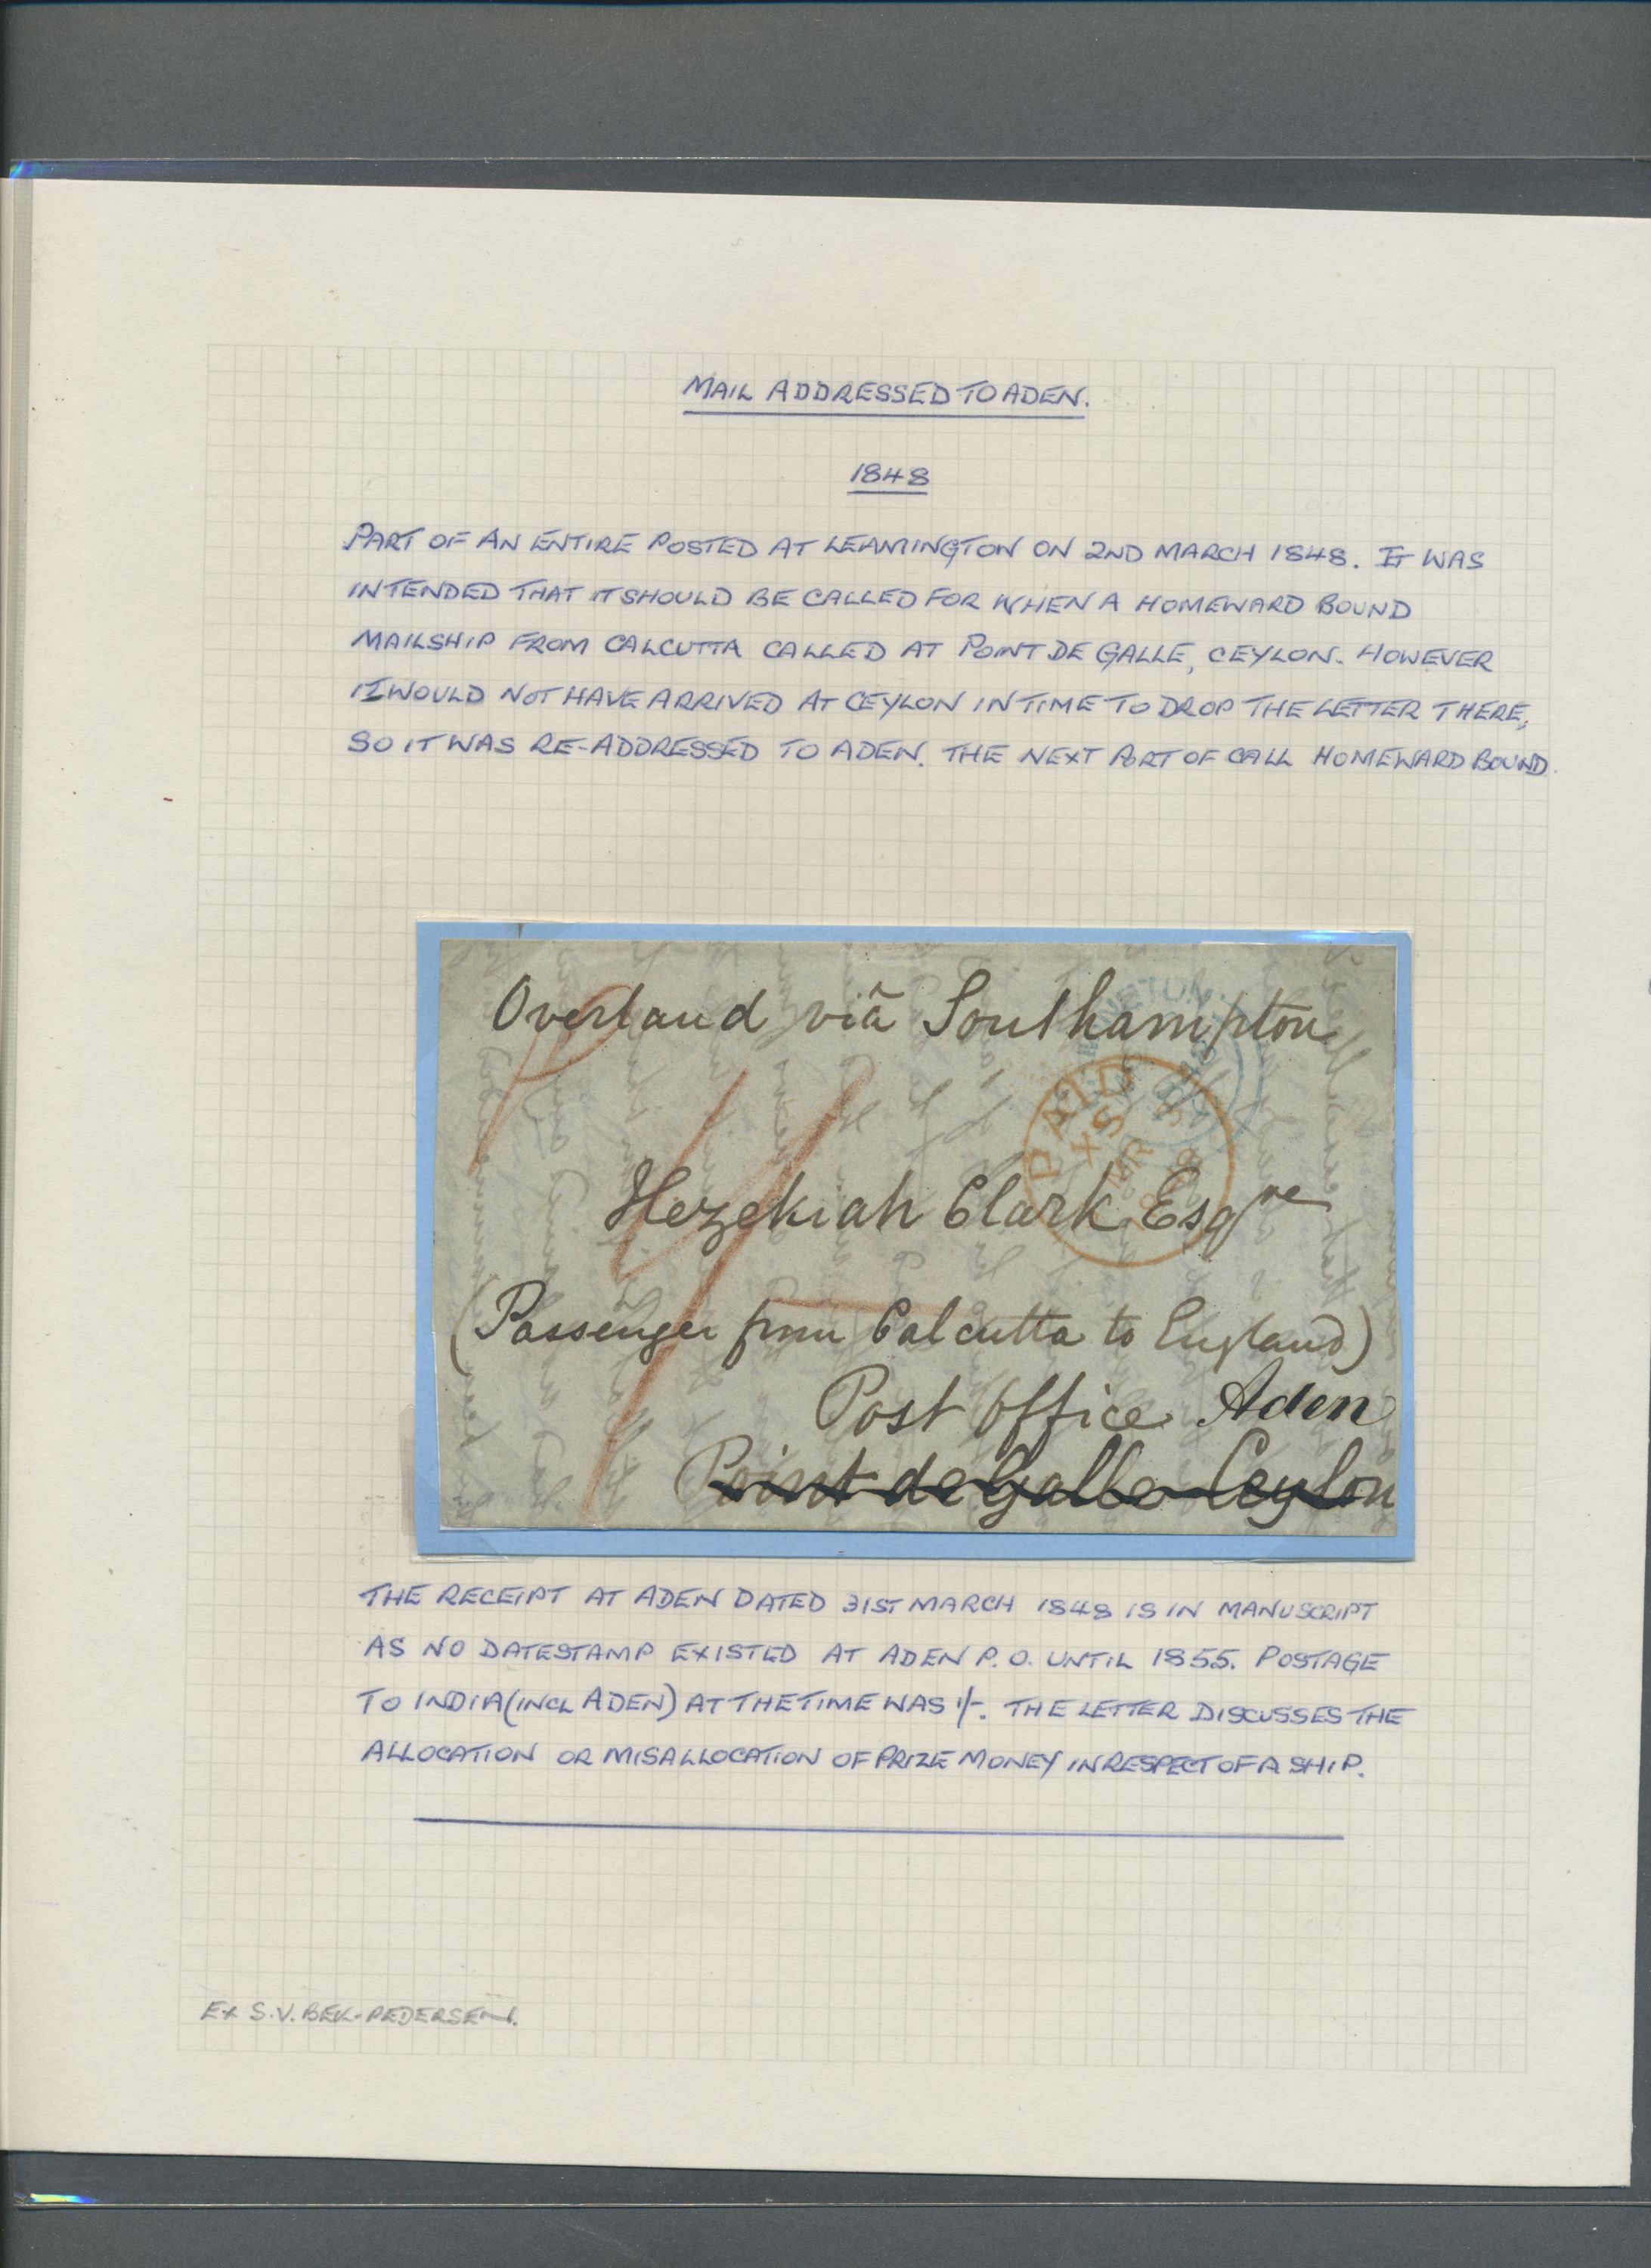 MAIL ADDRESSED TO ADEN.
1848
PART OF AN ENTIRE POSTED AT LEAMINGTON ON 2ND MARCH 1848. IT WAS
INTENDED THAT IT SHOULD BE CALLED FOR WHEN A HOMEWARD BOUND
MAILSHIP FROM CALCUTTA CALLED AT POINT DE GALLE, CEYLON. HOWEVER
IT WOULD NOT HAVE ARRIVED AT CEYLON IN TIME TO DROP THE LETTER THERE,
SO IT WAS RE-ADDRESSED TO ADEN. THE NEXT PORT OF CALL HOMEWARD BOUND.
Overland viâ Southampton
PAID
XS
MR
1848
Hezekiah Clark Esqre
(Passenger from Calcutta to England)
Post Office Aden
Point de Galle Ceylon
THE RECEIPT AT ADEN DATED 31ST MARCH 1848 IS IN MANUSCRIPT
AS NO DATESTAMP EXISTED AT ADEN P.O. UNTIL 1855. POSTAGE
TO INDIA (INCL ADEN) AT THE TIME WAS 1/-. THE LETTER DISCUSSES THE
ALLOCATION OR MISALLOCATION OF PRIZE MONEY IN RESPECT OF A SHIP.
EX S.V. BEK-PEDERSEN.